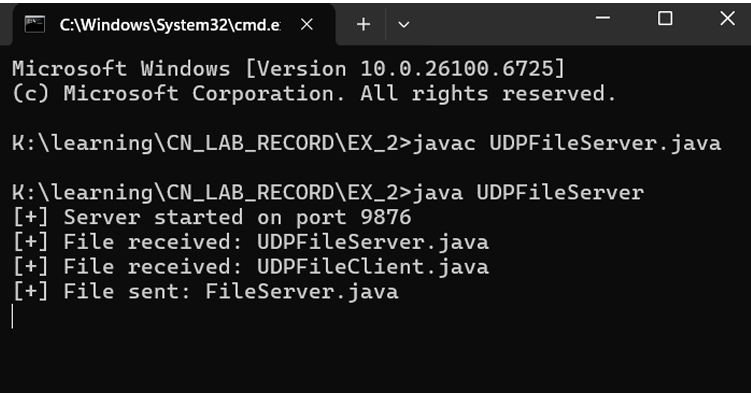 C:\Windows\System32\cmd.e
Microsoft Windows [Version 10.0.26100.6725]
(c) Microsoft Corporation. All rights reserved.
K:\learning\CN_LAB_RECORD\EX_2>javac UDPFileServer.java
K:\learning\CN_LAB_RECORD\EX_2>java UDPFileServer
[+] Server started on port 9876
[+] File received: UDPFileServer.java
[+] File received: UDPFileClient.java
[+] File sent: FileServer.java